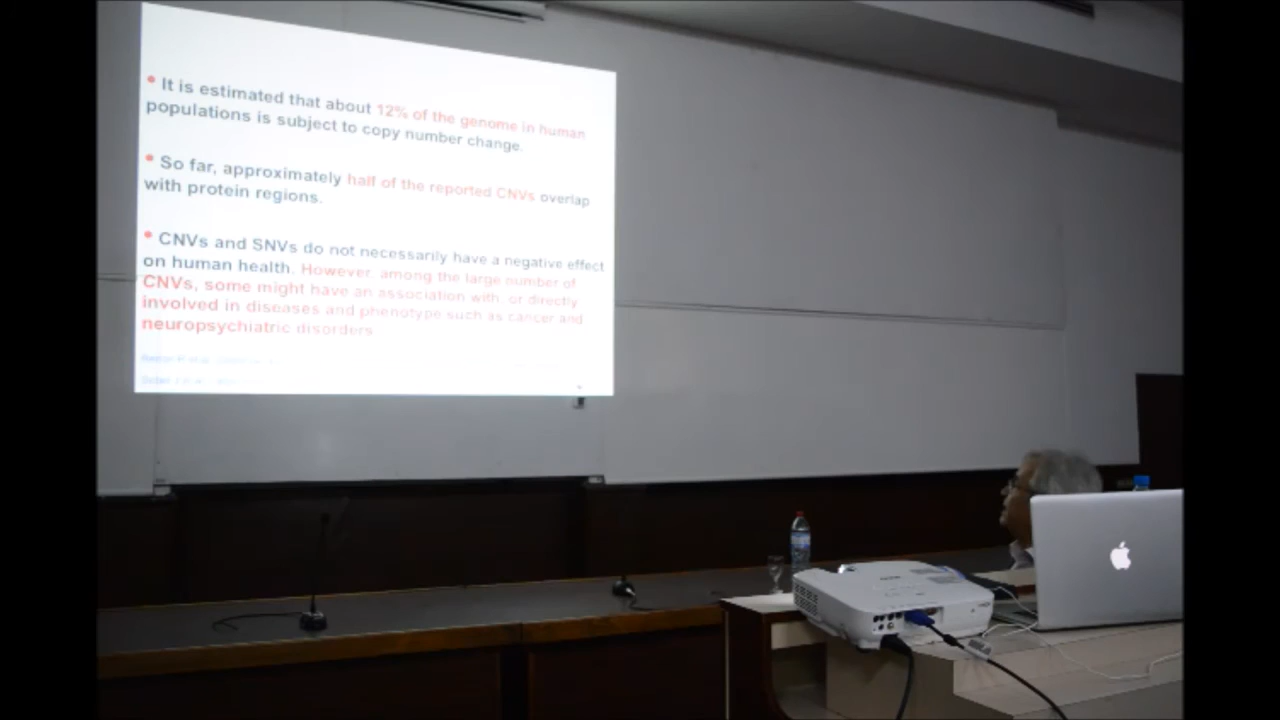 • It is estimated that about 12% of the genome in human
populations is subject to copy number change.
• So far, approximately half of the reported CNVs overlap
with protein regions.
• CNVs and SNVs do not necessarily have a negative effect
on human health. However, among the large number of
CNVs, some might have an association with, or directly
involved in diseases and phenotype such as cancer and
neuropsychiatric disorders.